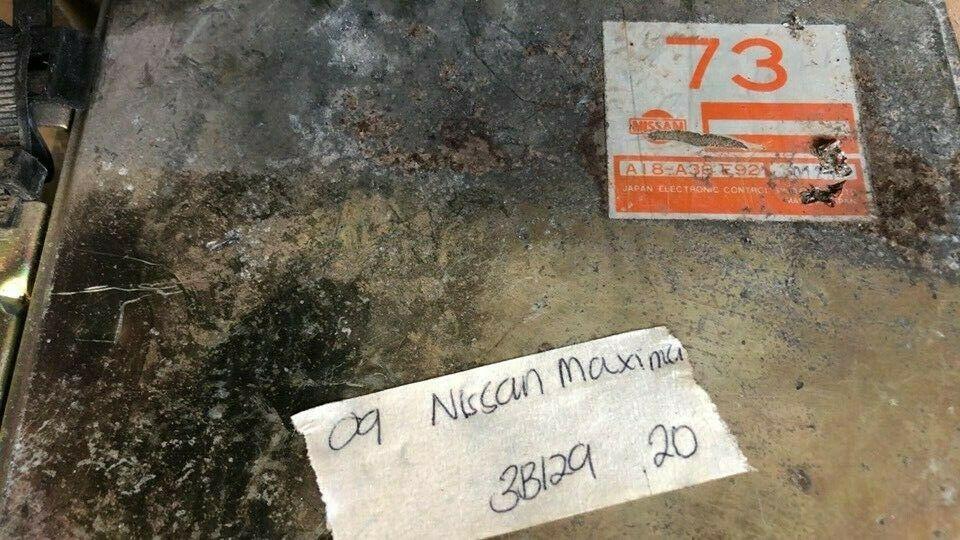 73
NISSAN
JAPAN ELECTRONIC CONTROL
09 Nissan Maxima
3B129 20